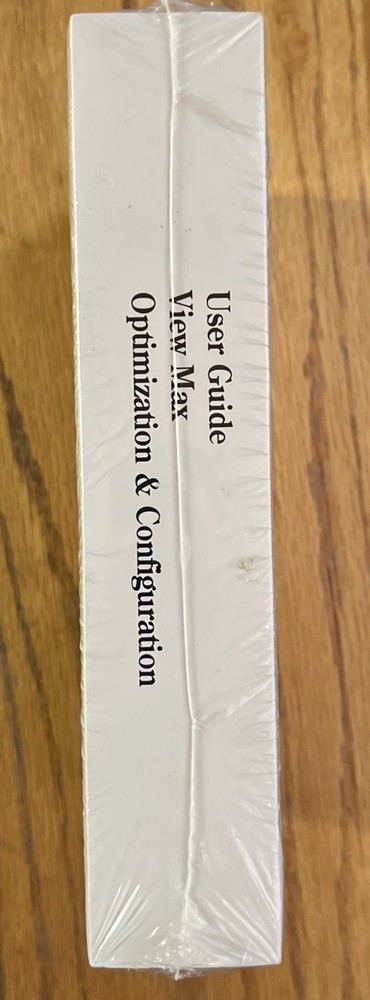 User Guide
View Max
Optimization & Configuration